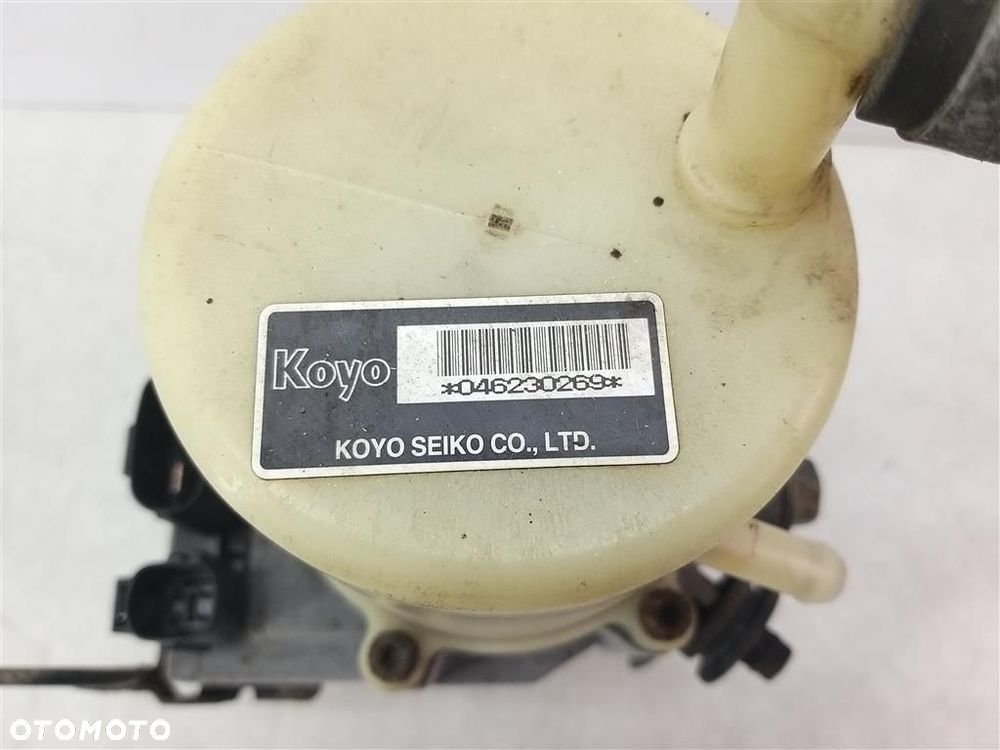 Koyo
*046230269*
KOYO SEIKO CO., LTD.
OTOMOTO